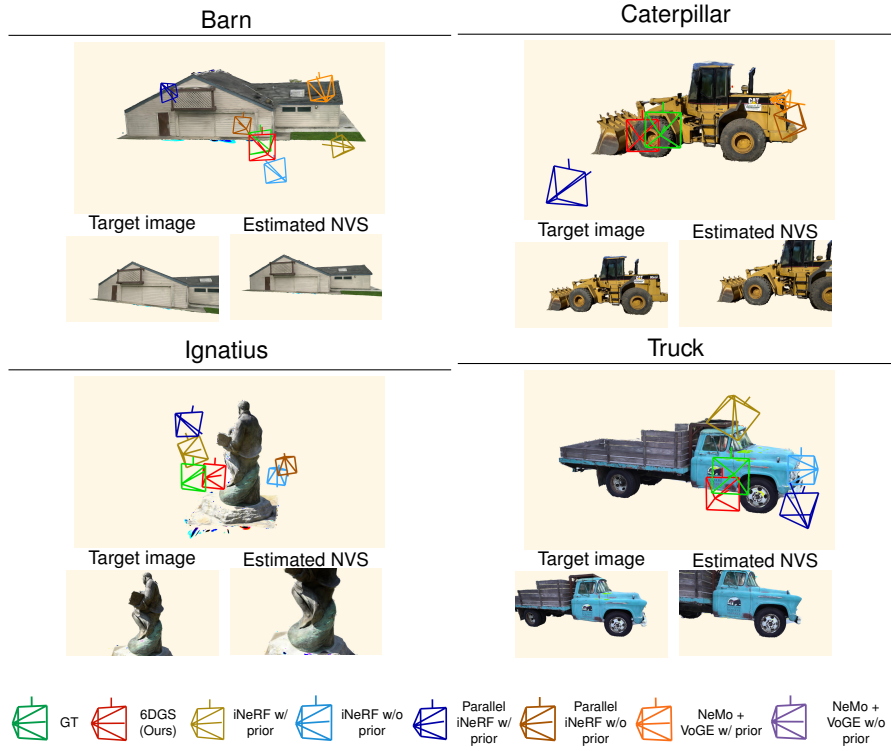 Barn
Caterpillar
CAT
Target image
Estimated NVS
Target image
Estimated NVS
Ignatius
Truck
Target image
Estimated NVS
Target image
Estimated NVS
GT
6DGS
(Ours)
iNeRF w/
prior
iNeRF w/o
prior
Parallel
iNeRF w/
prior
Parallel
iNeRF w/o
prior
NeMo +
VoGE w/ prior
NeMo +
VoGE w/o
prior